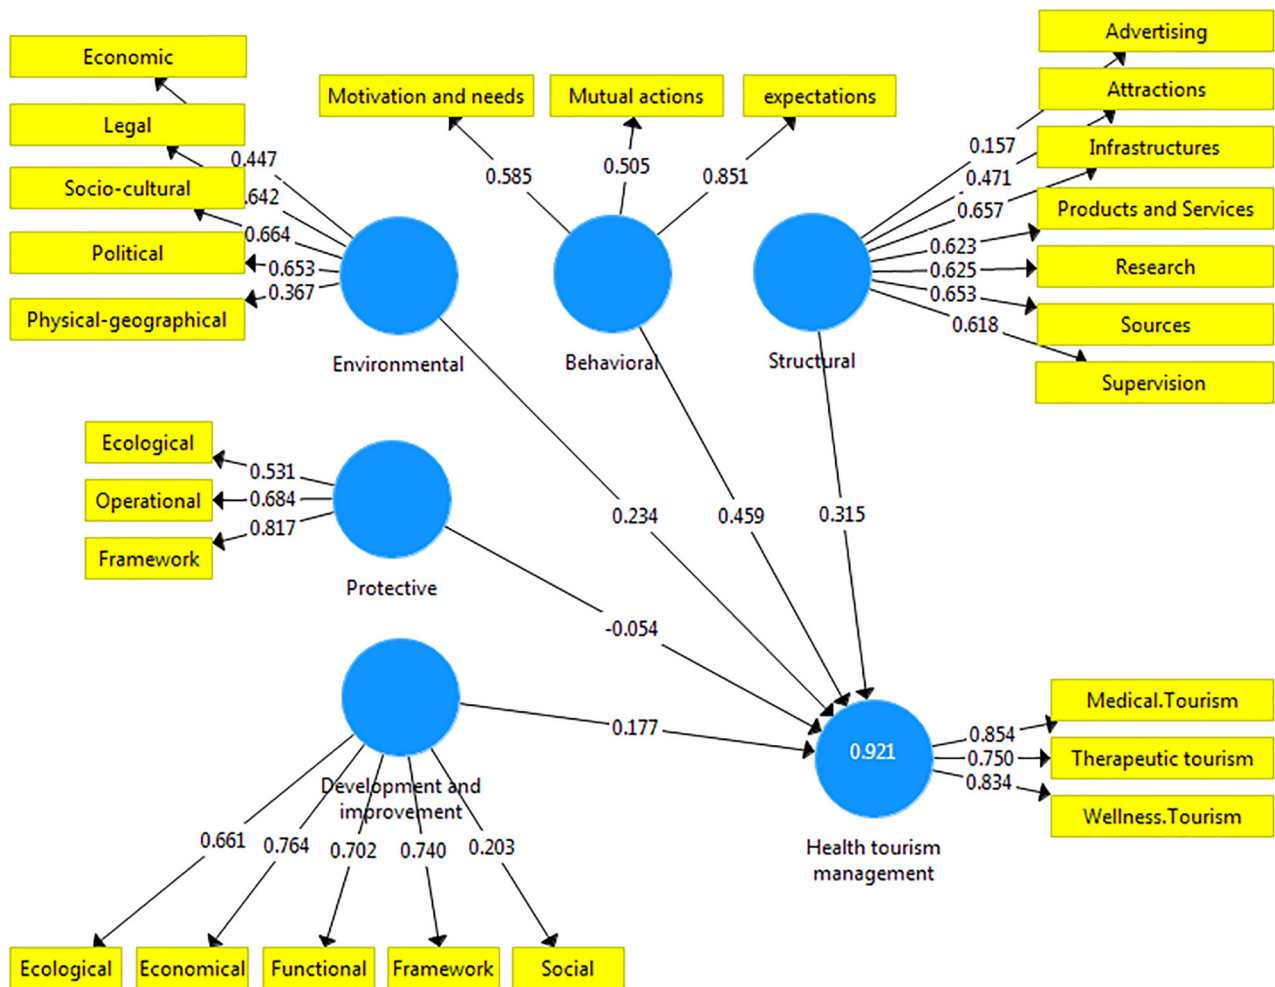 Economic
Legal
Socio-cultural
Political
Physical-geographical
0.447
.642
0.664
0.653
0.367
Environmental
Motivation and needs
Mutual actions
expectations
0.585
0.505
0.851
Behavioral
Advertising
Attractions
Infrastructures
Products and Services
Research
Sources
Supervision
0.157
0.471
0.657
0.623
0.625
0.653
0.618
Structural
Ecological
Operational
Framework
0.531
0.684
0.817
Protective
0.234
0.459
0.315
-0.054
0.177
Development and
improvement
0.661
0.764
0.702
0.740
0.203
Ecological
Economical
Functional
Framework
Social
0.921
Health tourism
management
0.854
0.750
0.834
Medical.Tourism
Therapeutic tourism
Wellness.Tourism